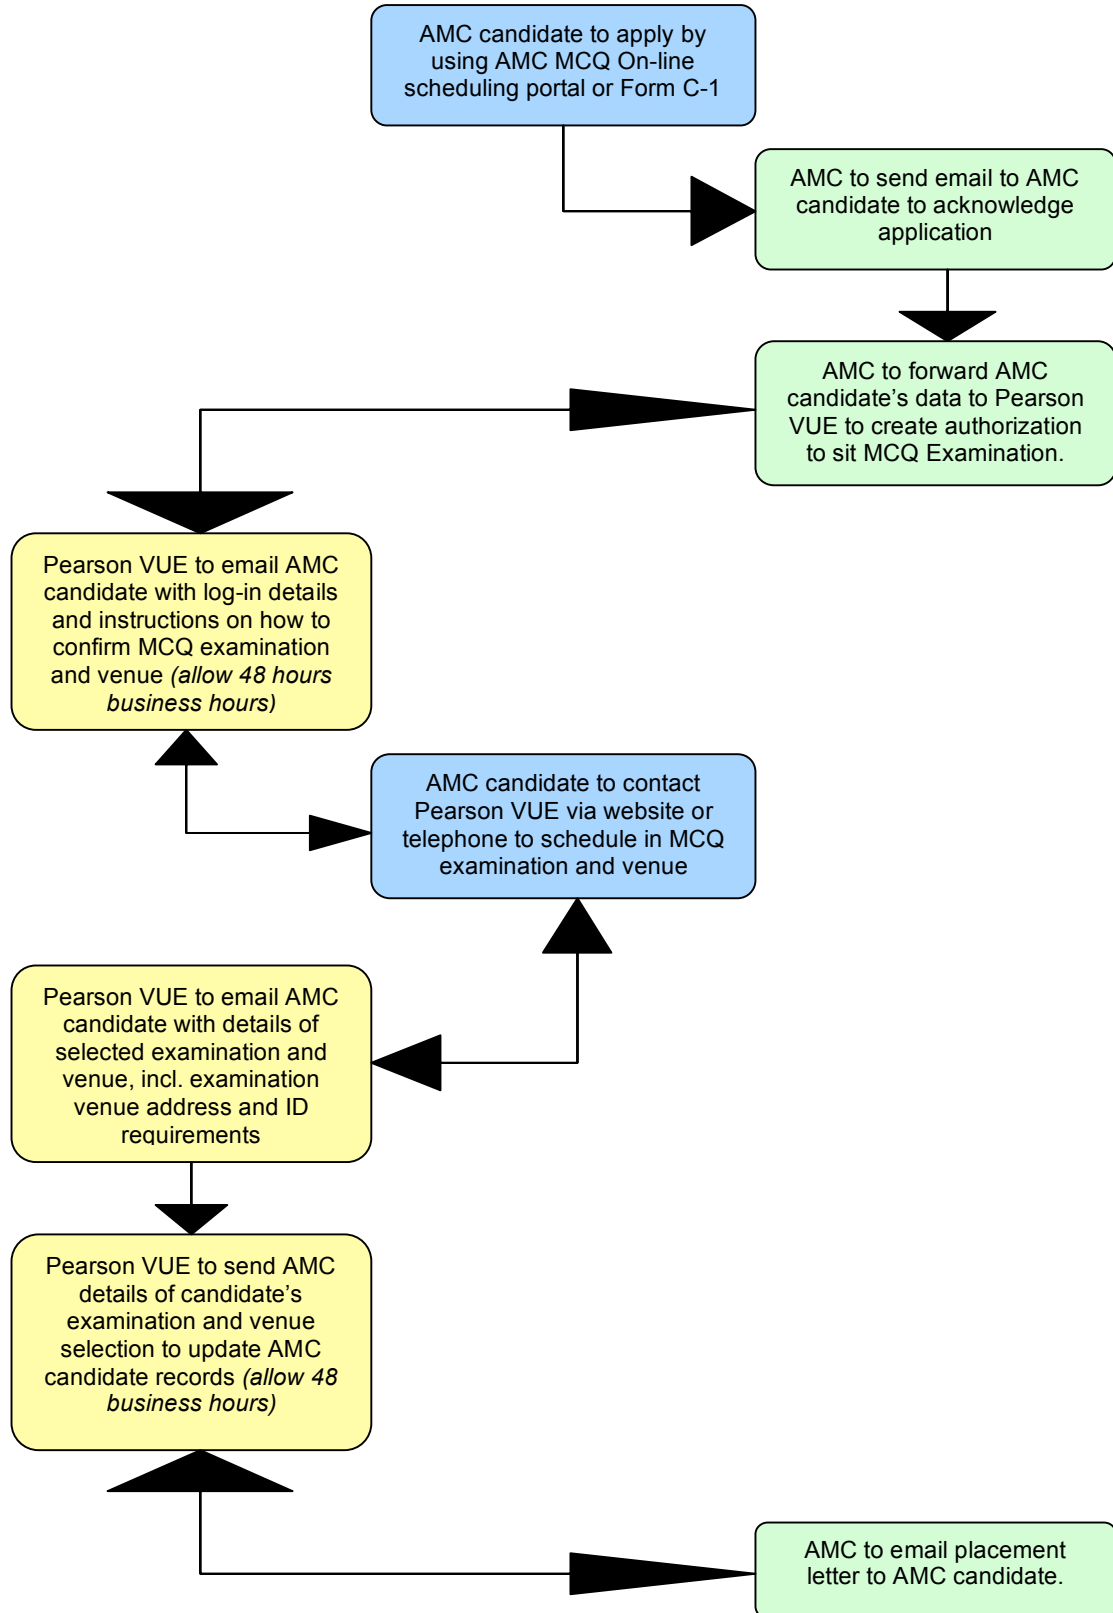 AMC candidate to apply by
using AMC MCQ On-line
scheduling portal or Form C-1
AMC to send email to AMC
candidate to acknowledge
application
AMC to forward AMC
candidate’s data to Pearson
VUE to create authorization
to sit MCQ Examination.
Pearson VUE to email AMC
candidate with log-in details
and instructions on how to
confirm MCQ examination
and venue (allow 48 hours
business hours)
AMC candidate to contact
Pearson VUE via website or
telephone to schedule in MCQ
examination and venue
Pearson VUE to email AMC
candidate with details of
selected examination and
venue, incl. examination
venue address and ID
requirements
Pearson VUE to send AMC
details of candidate’s
examination and venue
selection to update AMC
candidate records (allow 48
business hours)
AMC to email placement
letter to AMC candidate.